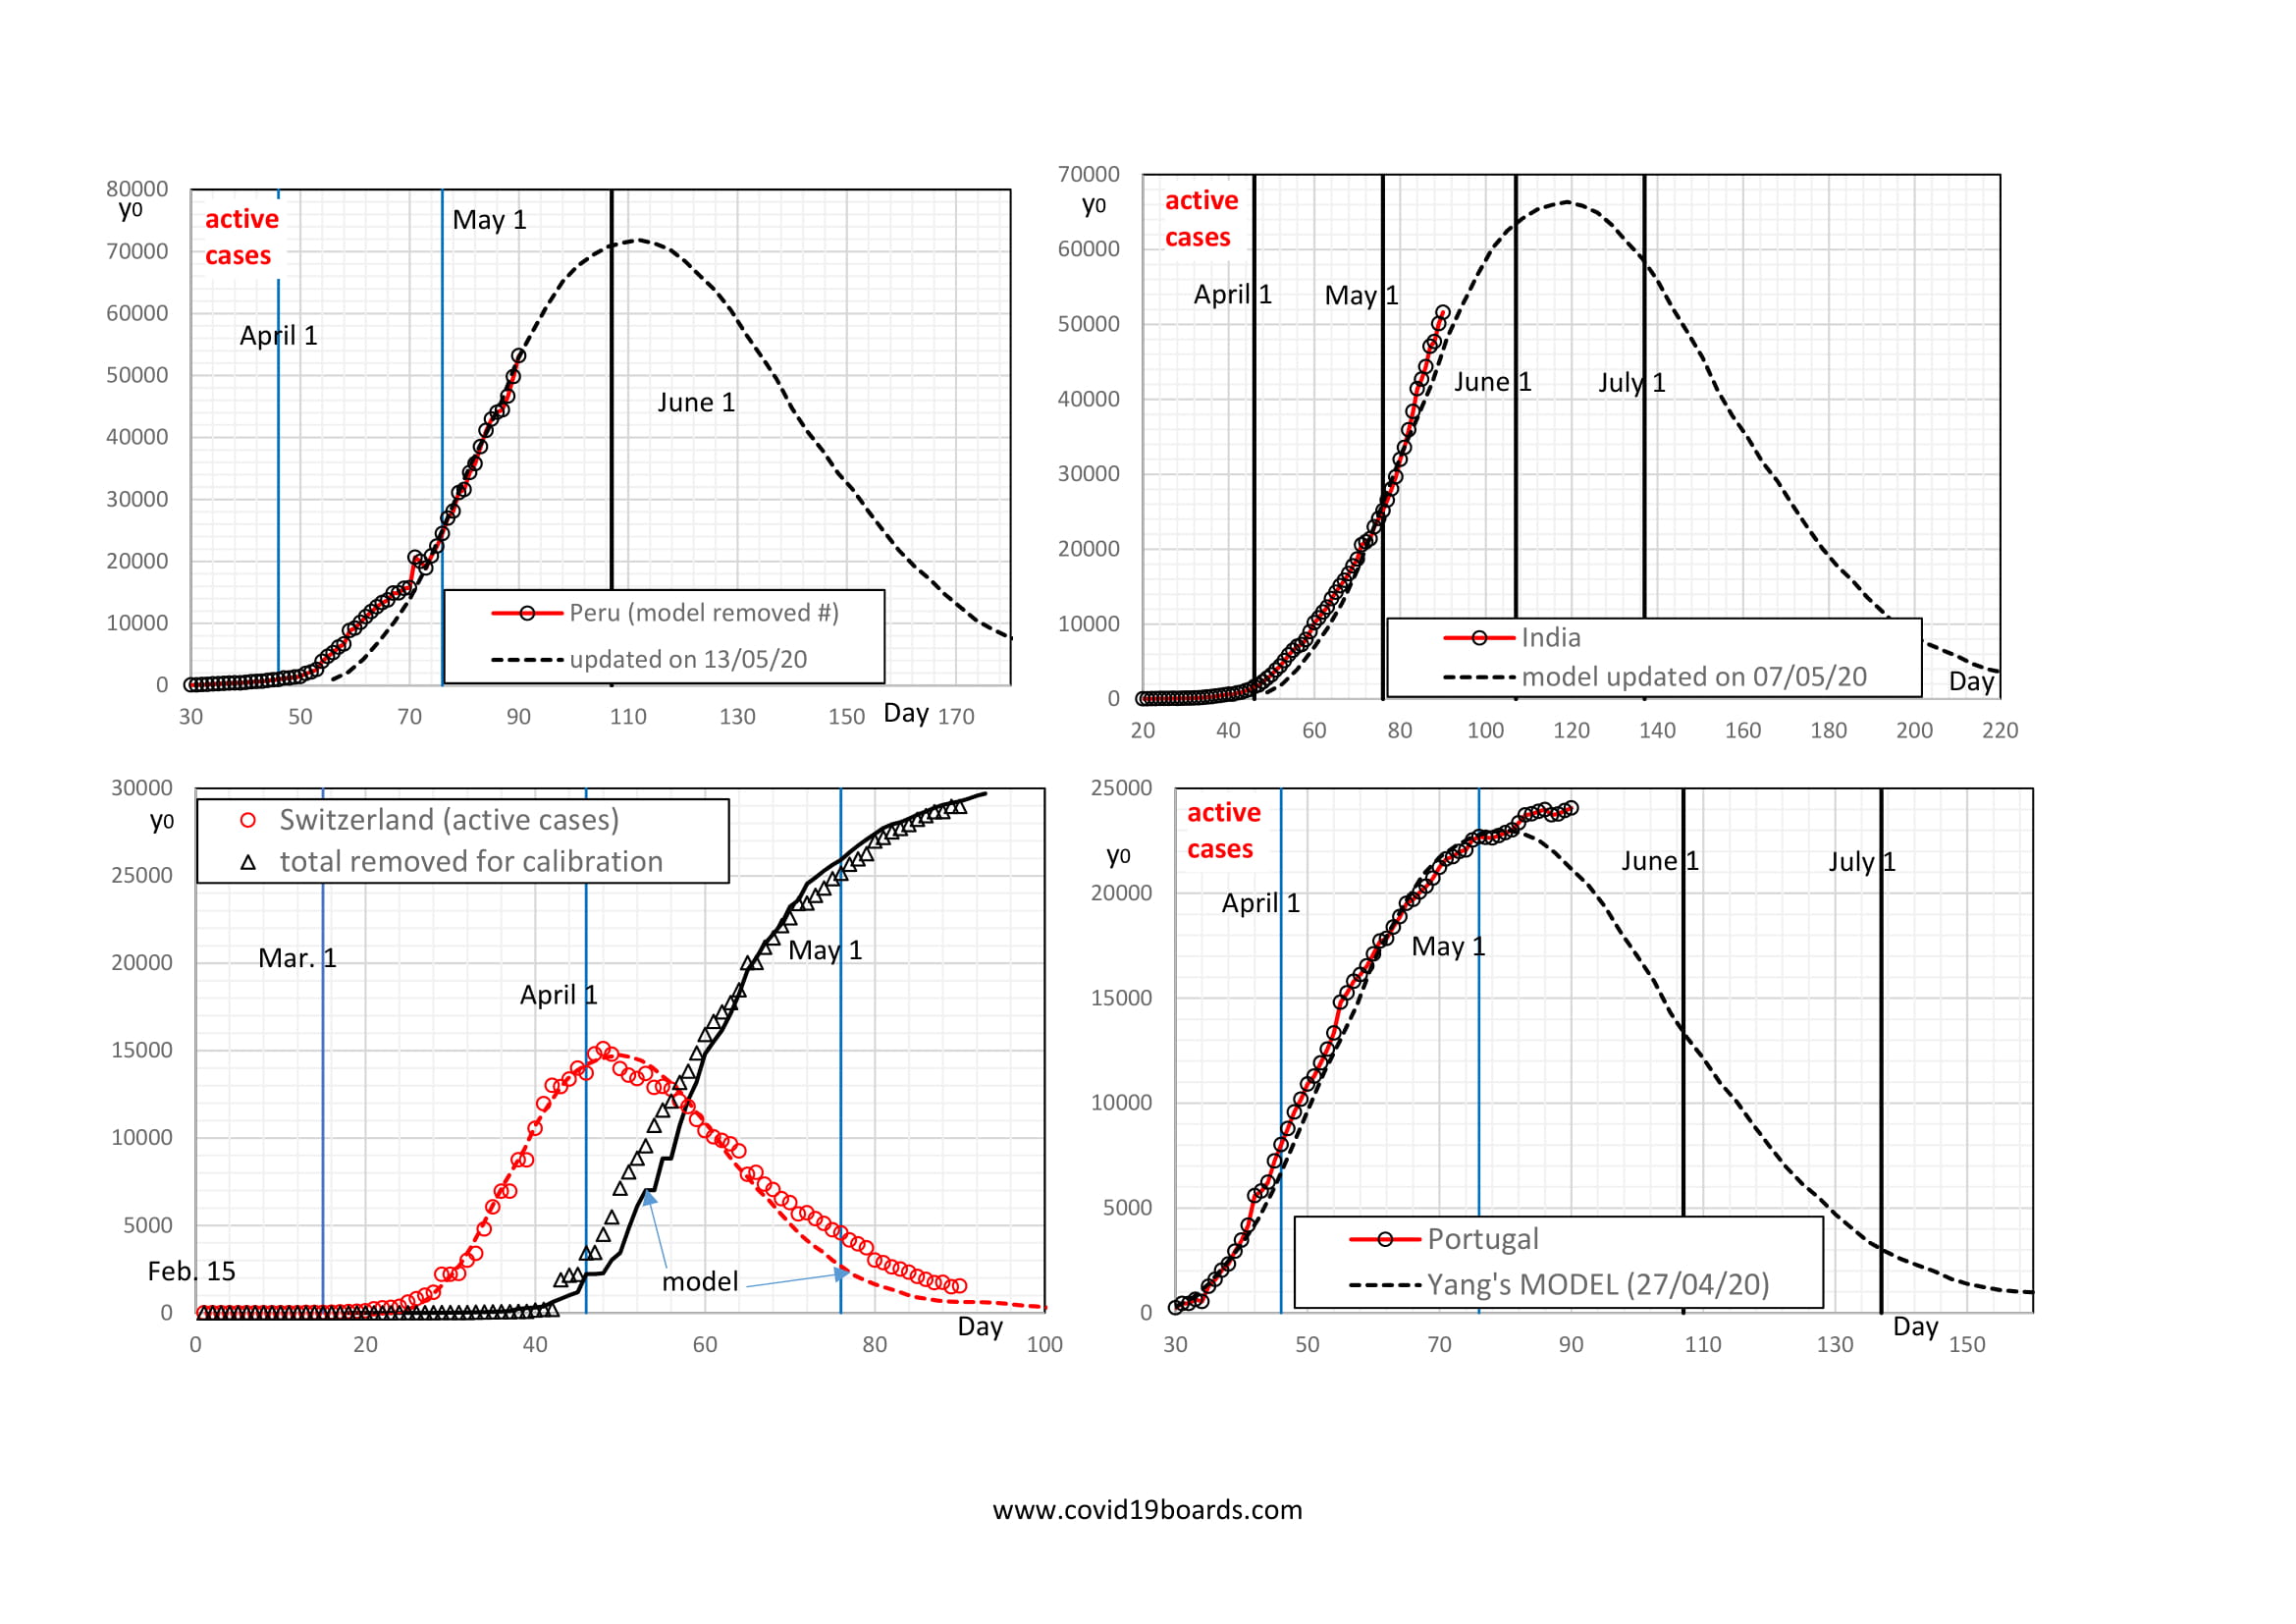 80000
y0
active
cases
May 1
70000
60000
April 1
50000
June 1
40000
30000
20000
10000
0
Peru (model removed #)
updated on 13/05/20
30 50 70 90 110 130 150 Day 170
70000
y0
active
cases
60000
April 1 May 1
50000
June 1 July 1
40000
30000
20000
10000
0
India
model updated on 07/05/20
Day
20 40 60 80 100 120 140 160 180 200 220
30000
y0
Switzerland (active cases)
total removed for calibration
25000
Mar. 1
May 1
20000
April 1
15000
10000
5000
Feb. 15
model
0
Day
0 20 40 60 80 100
25000
active
cases
y0
June 1 July 1
20000
April 1
May 1
15000
10000
5000
0
Portugal
Yang's MODEL (27/04/20)
Day
30 50 70 90 110 130 150
www.covid19boards.com